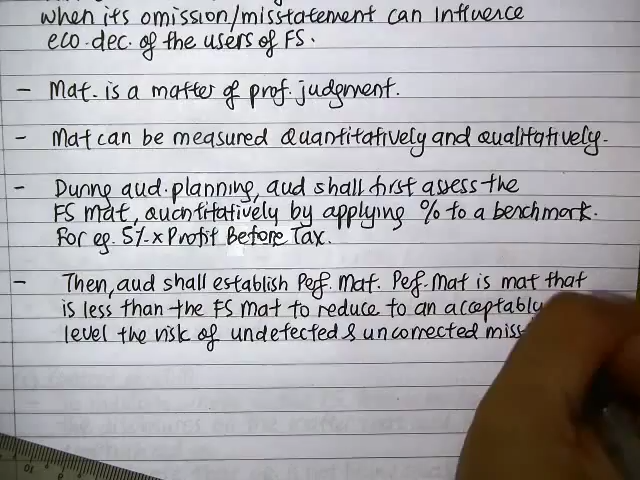 when its omission/misstatement can influence
eco. dec. of the users of FS.
- Mat. is a matter of prof. judgment.
- Mat can be measured Quantitatively and qualitatively.
- During aud. planning, aud shall first assess the
FS mat, quantitatively by applying % to a benchmark.
For eg. 5% x Profit Before Tax.
- Then, aud shall establish Pef. Mat. Pef. Mat is mat that
is less than the FS mat to reduce to an acceptably
level the risk of undetected & uncorrected miss